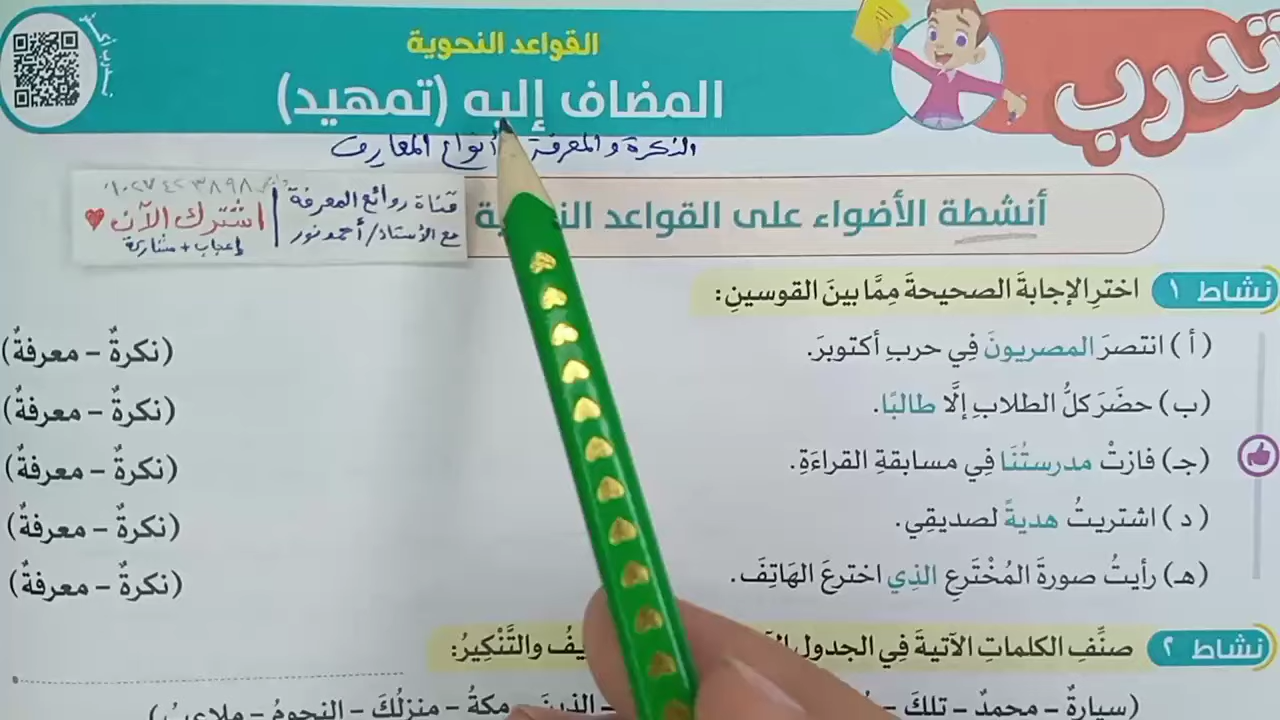 تدرب
القواعد النحوية
المضاف إليه (تمهيد)
النكرة والمعرفة أنواع المعارف
قناة روائع المعرفة
مع الأستاذ/أحمد نور
اشترك الآن
إعجاب + مشاركة
أنشطة الأضواء على القواعد
نشاط ١ اخترِ الإجابةَ الصحيحةَ مِمَّا بينَ القوسينِ:
(أ) انتصرَ المصريونَ فِي حربِ أكتوبرَ. (نكرةٌ – معرفةٌ)
(ب) حضَرَ كلُّ الطلابِ إلَّا طالبًا. (نكرةٌ – معرفةٌ)
(جـ) فازتْ مدرستُنَا فِي مسابقةِ القراءَةِ. (نكرةٌ – معرفةٌ)
(د) اشتريتُ هديةً لصديقِي. (نكرةٌ – معرفةٌ)
(هـ) رأيتُ صورةَ المُخْتَرِعِ الذِي اخترعَ الهَاتِفَ. (نكرةٌ – معرفةٌ)
نشاط ٢ صنِّفِ الكلماتِ الآتيةَ فِي الجدولِ والتَّنْكِيرُ:
(سيارةٌ – محمدٌ – تلكَ – الذينَ – مكةُ – منزلُكَ – النجومُ – ملاعبُ)